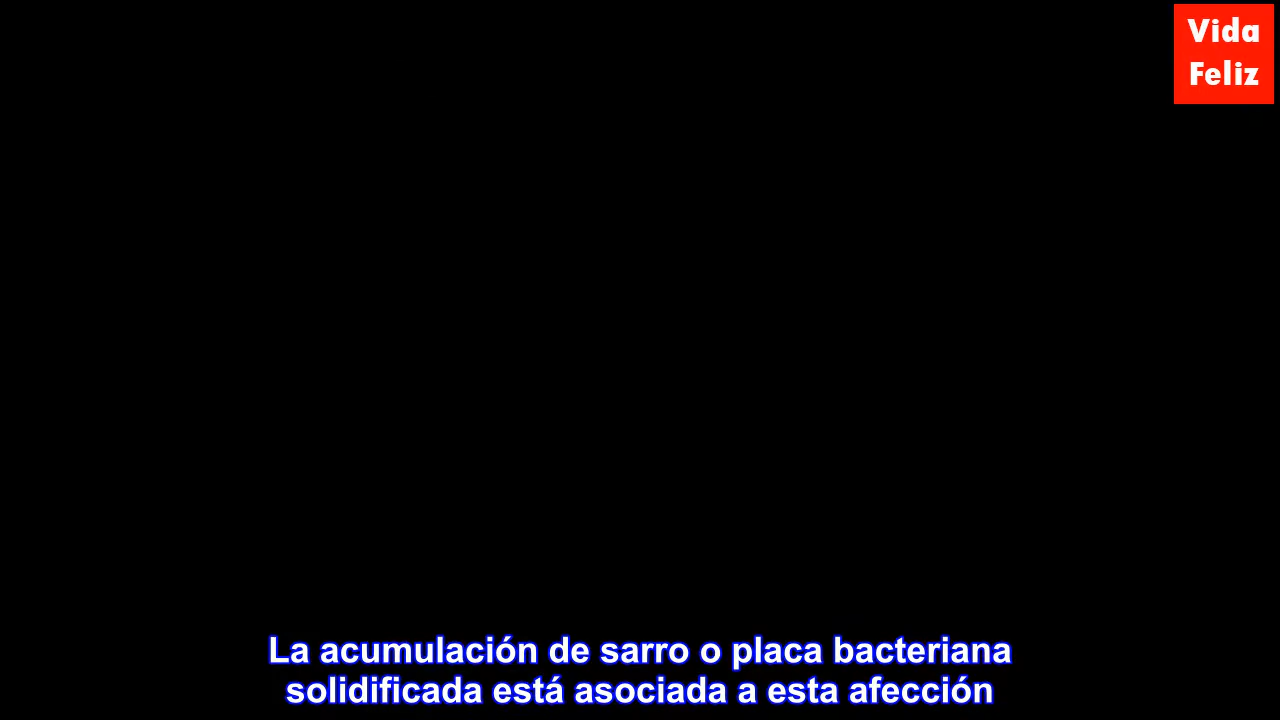 Vida
Feliz
La acumulación de sarro o placa bacteriana
solidificada está asociada a esta afección